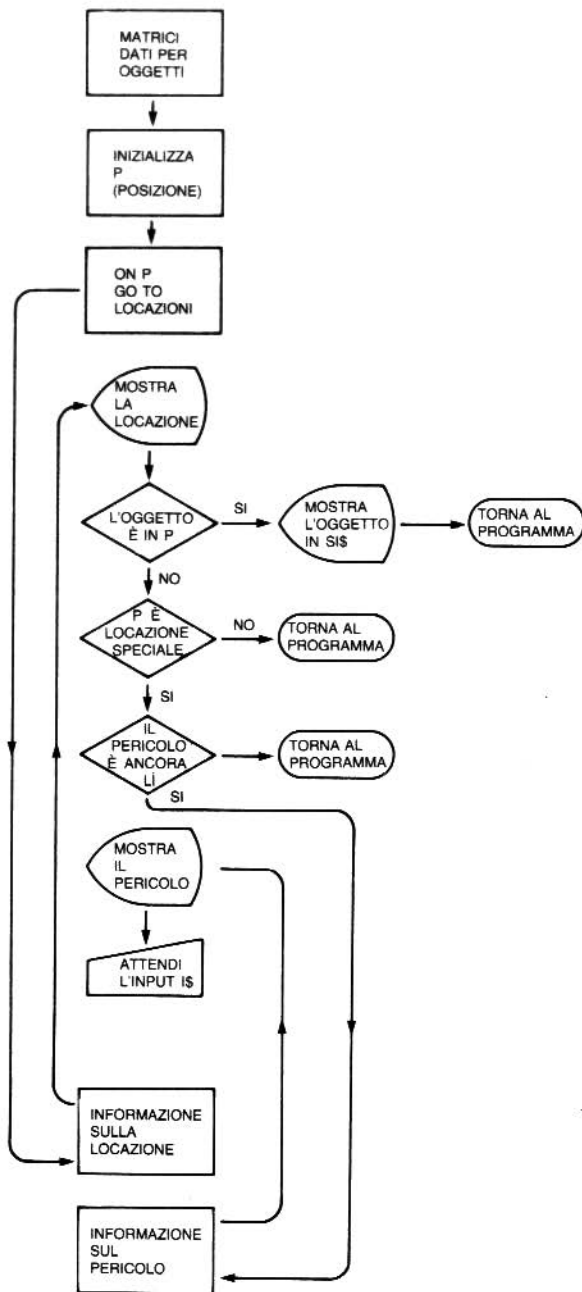 MATRICI
DATI PER
OGGETTI
INIZIALIZZA
P
(POSIZIONE)
ON P
GO TO
LOCAZIONI
MOSTRA
LA
LOCAZIONE
L'OGGETTO
È IN P
SI
MOSTRA
L'OGGETTO
IN SI$
TORNA AL
PROGRAMMA
NO
P È
LOCAZIONE
SPECIALE
NO
TORNA AL
PROGRAMMA
SI
IL
PERICOLO
È ANCORA
LÌ
TORNA AL
PROGRAMMA
SI
MOSTRA
IL
PERICOLO
ATTENDI
L'INPUT I$
INFORMAZIONE
SULLA
LOCAZIONE
INFORMAZIONE
SUL
PERICOLO